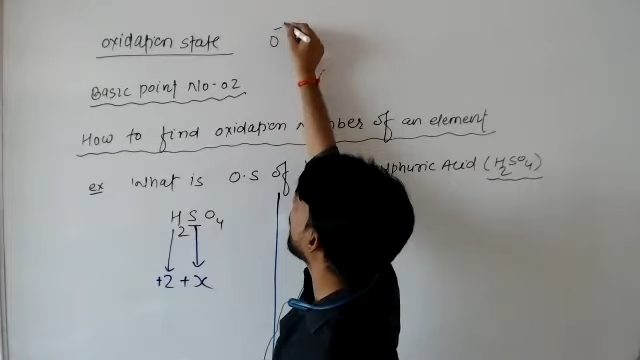 oxidation state O-
Basic point No-02
How to find oxidation number of an element
ex What is O.S of Acid (H2SO4)
H2SO4
+2 + x